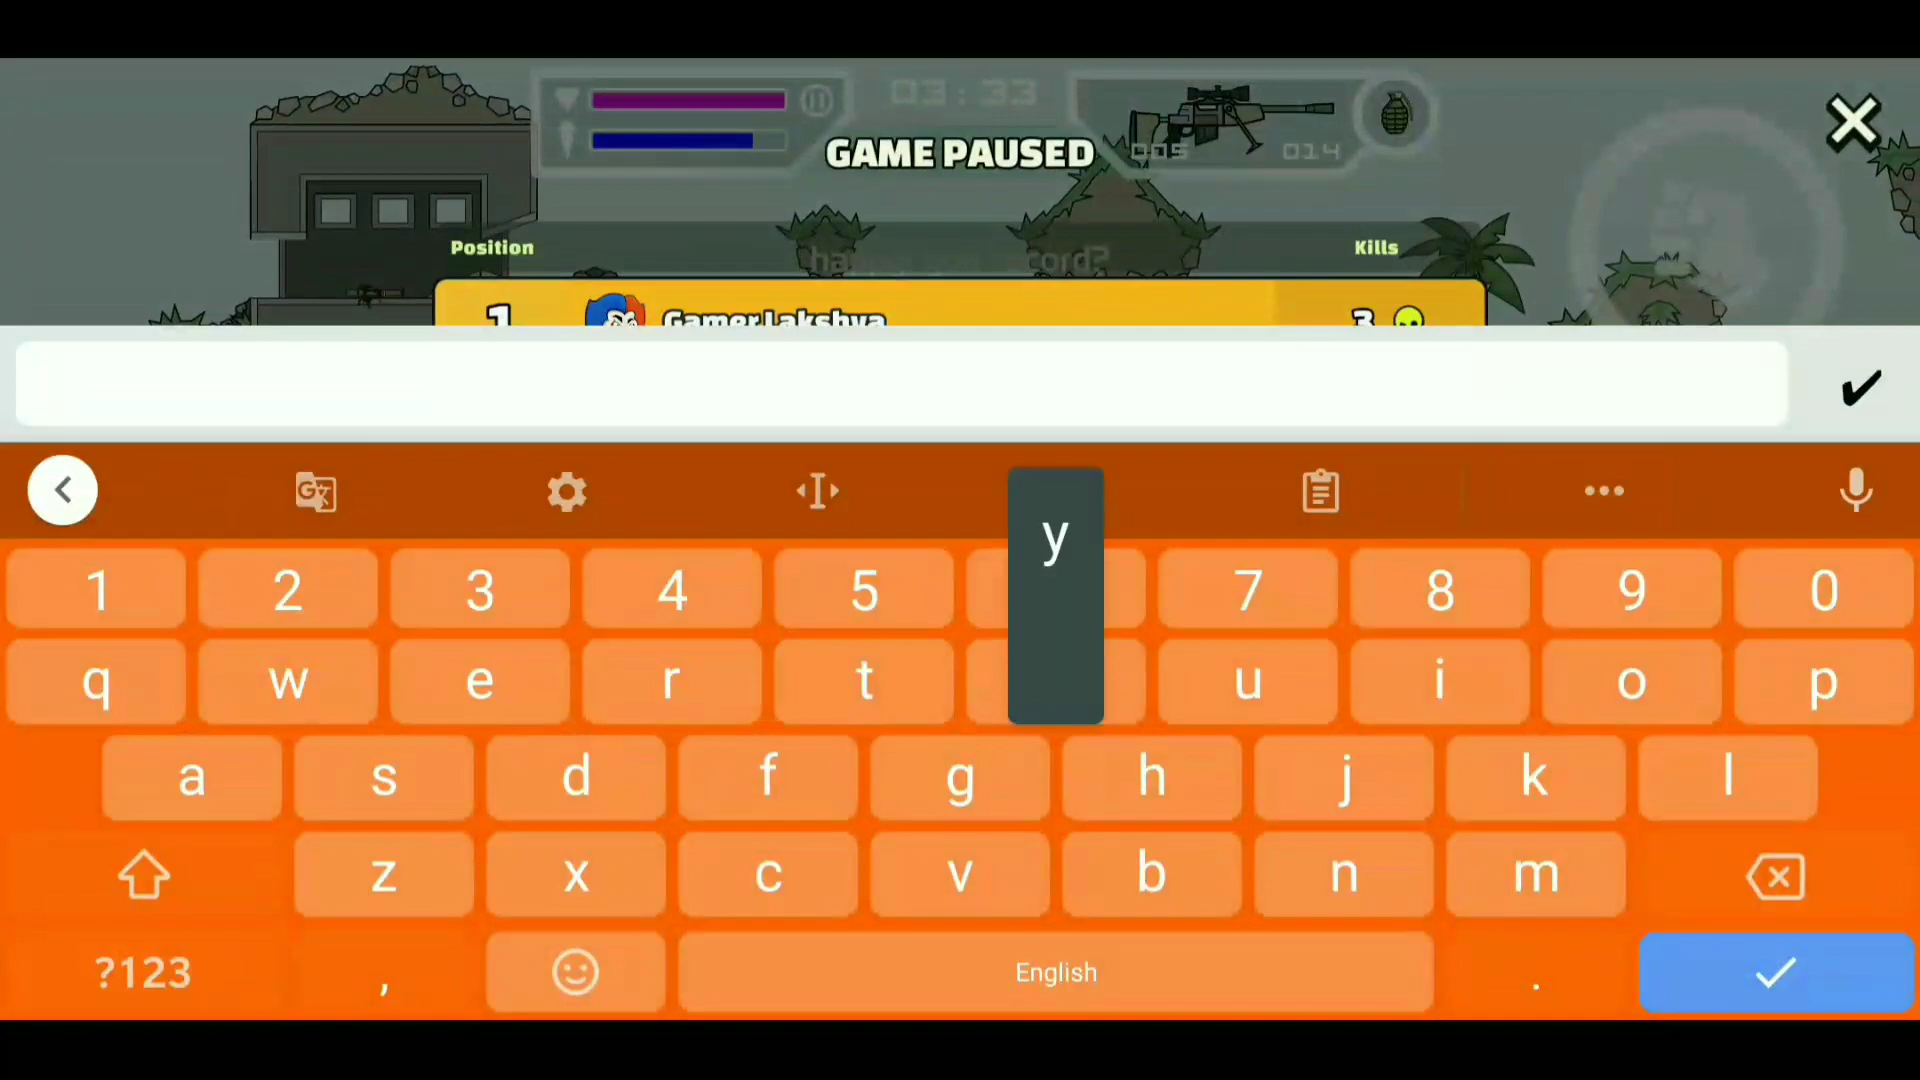 03:33
GAME PAUSED
005 014
Position Kills
1 GamerLakshya 3
y
1 2 3 4 5 7 8 9 0
q w e r t u i o p
a s d f g h j k l
z x c v b n m
?123 , English .